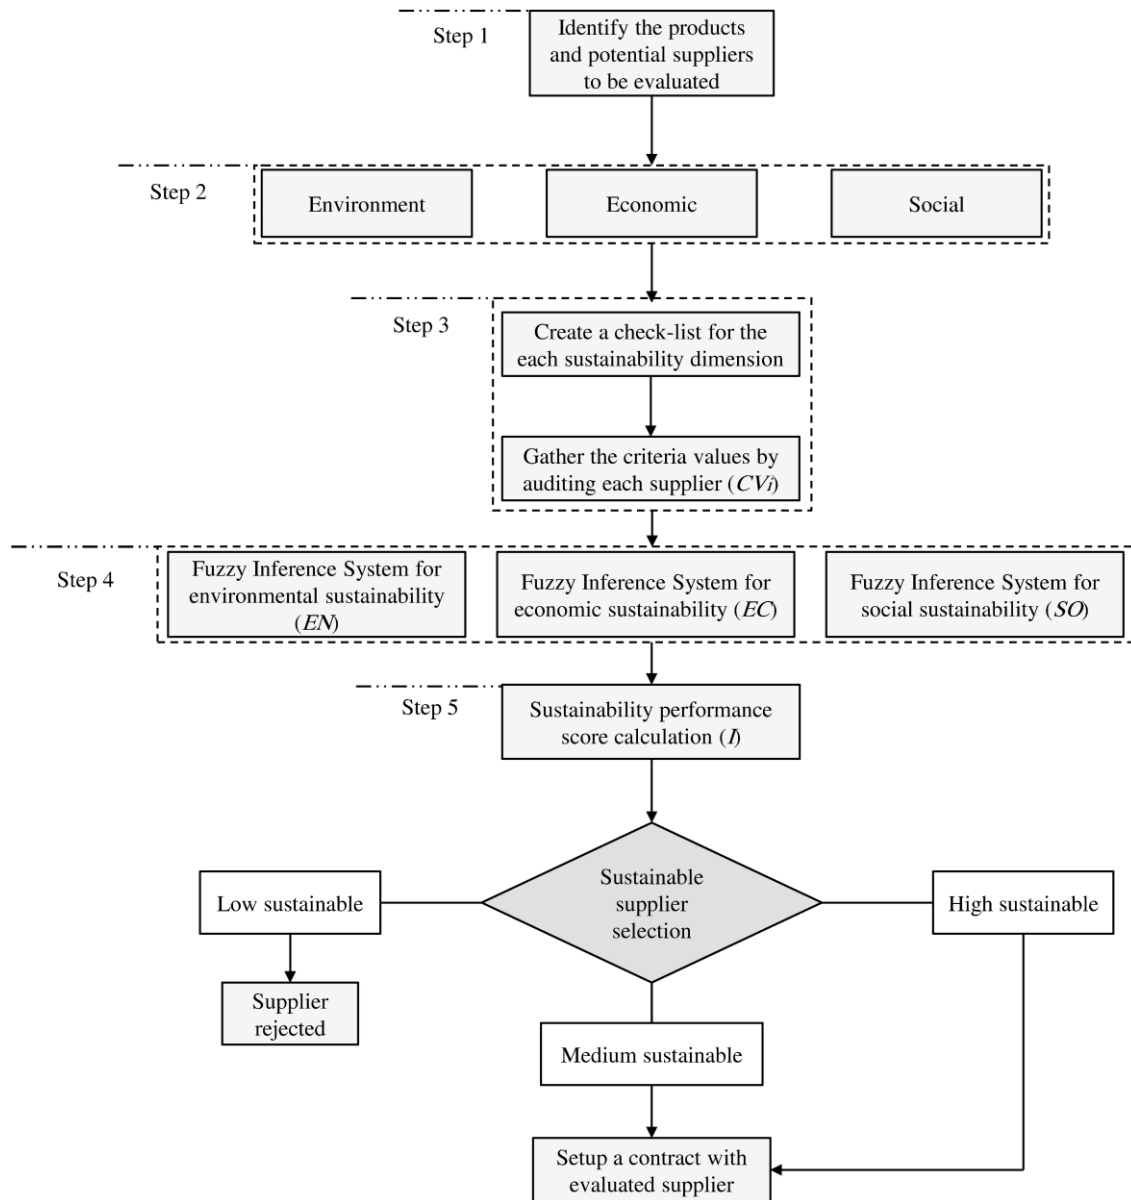 Step 1
Identify the products
and potential suppliers
to be evaluated
Step 2
Environment
Economic
Social
Step 3
Create a check-list for the
each sustainability dimension
Gather the criteria values by
auditing each supplier (CVi)
Step 4
Fuzzy Inference System for
environmental sustainability
(EN)
Fuzzy Inference System for
economic sustainability (EC)
Fuzzy Inference System for
social sustainability (SO)
Step 5
Sustainability performance
score calculation (I)
Low sustainable
Sustainable
supplier
selection
High sustainable
Supplier
rejected
Medium sustainable
Setup a contract with
evaluated supplier